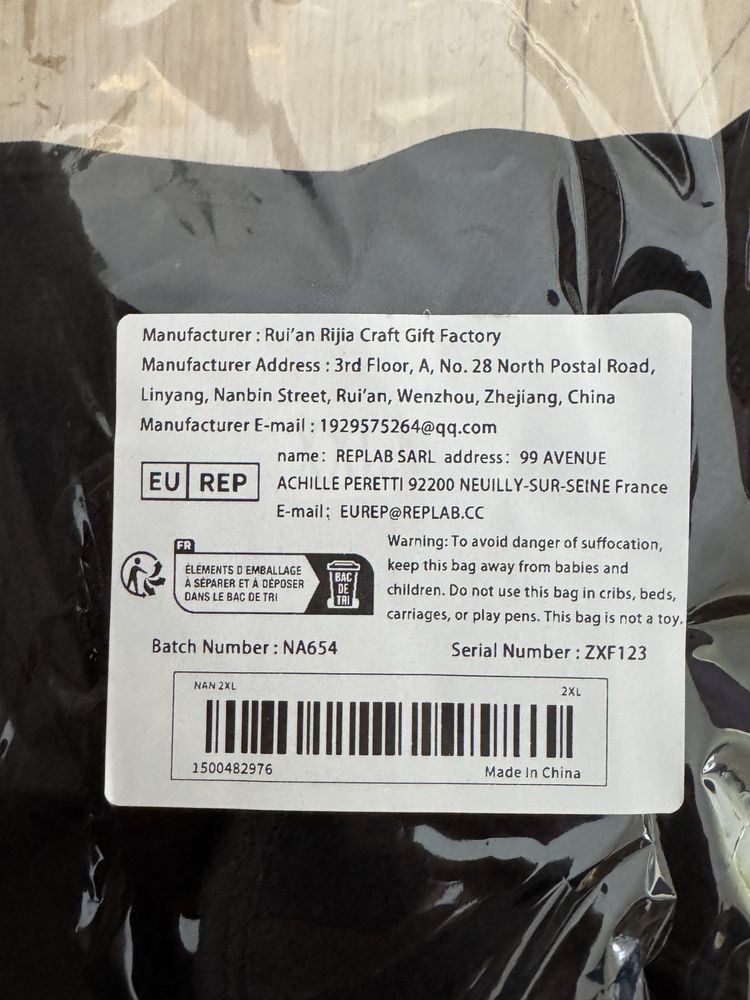 Manufacturer : Rui'an Rijia Craft Gift Factory
Manufacturer Address : 3rd Floor, A, No. 28 North Postal Road,
Linyang, Nanbin Street, Rui'an, Wenzhou, Zhejiang, China
Manufacturer E-mail : 1929575264@qq.com
EU REP
name: REPLAB SARL address: 99 AVENUE
ACHILLE PERETTI 92200 NEUILLY-SUR-SEINE France
E-mail: EUREP@REPLAB.CC
FR
ÉLÉMENTS D EMBALLAGE
À SÉPARER ET À DÉPOSER
DANS LE BAC DE TRI
BAC
DE
TRI
Warning: To avoid danger of suffocation,
keep this bag away from babies and
children. Do not use this bag in cribs, beds,
carriages, or play pens. This bag is not a toy.
Batch Number : NA654 Serial Number : ZXF123
NAN 2XL 2XL
1500482976 Made In China